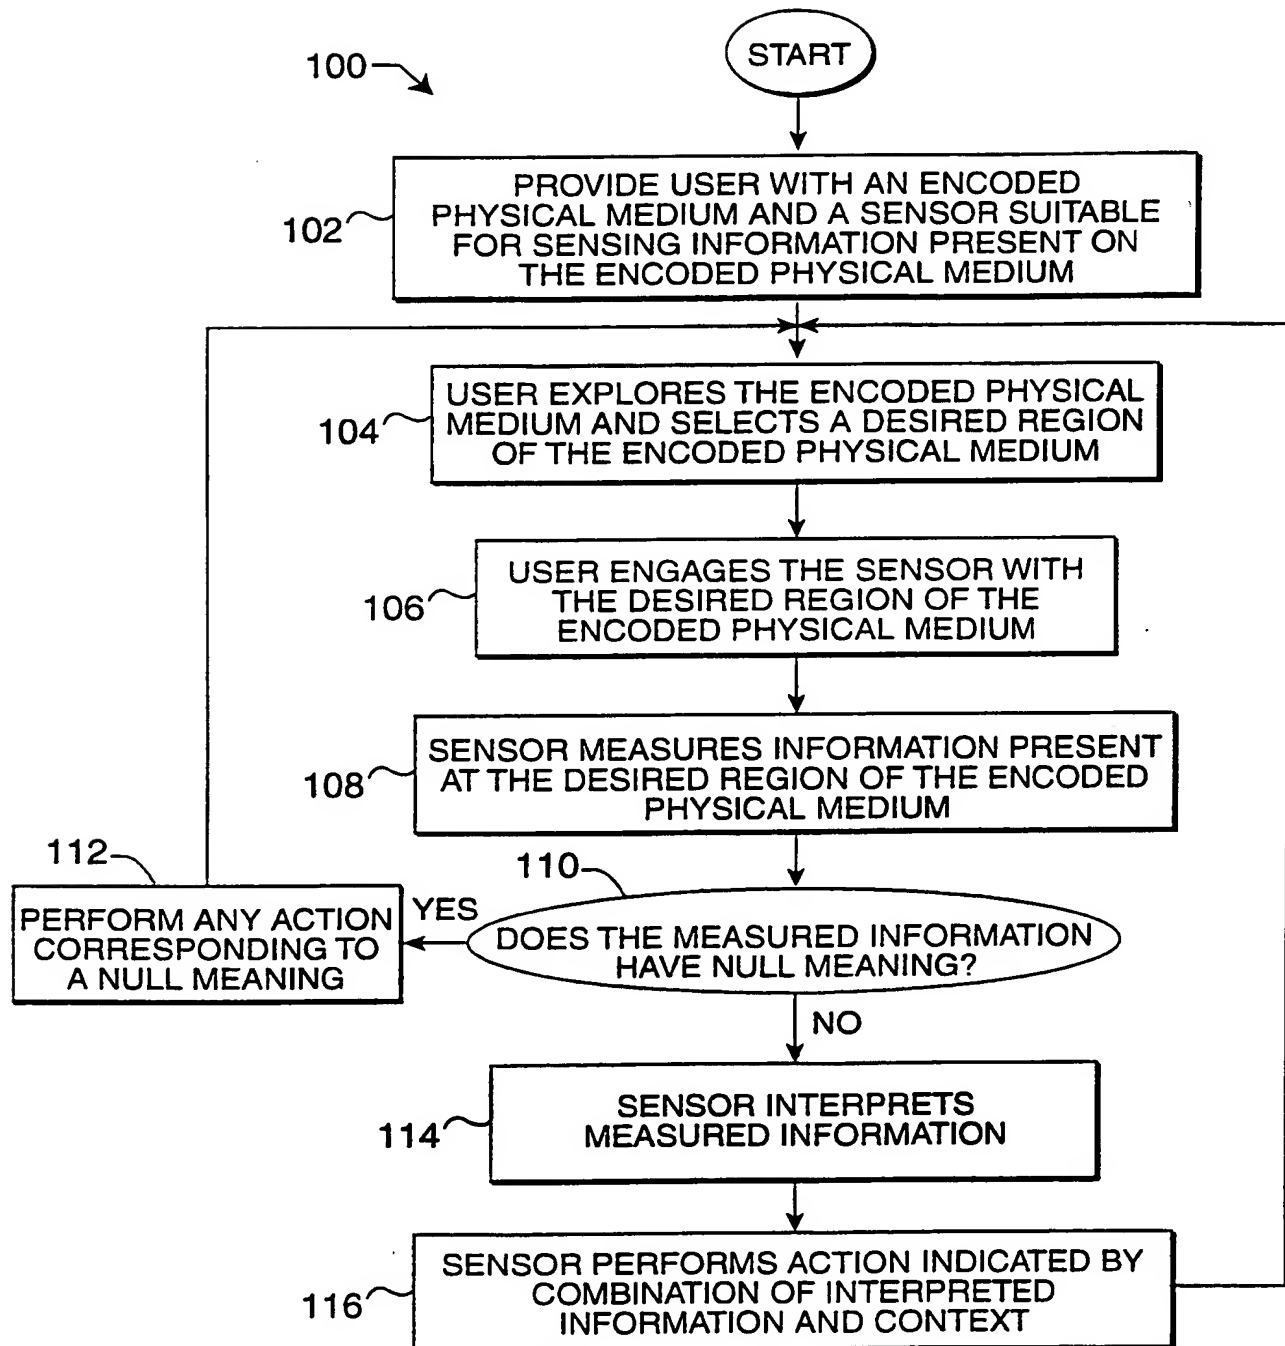 START
100
PROVIDE USER WITH AN ENCODED
PHYSICAL MEDIUM AND A SENSOR SUITABLE
FOR SENSING INFORMATION PRESENT ON
THE ENCODED PHYSICAL MEDIUM
102
USER EXPLORES THE ENCODED PHYSICAL
MEDIUM AND SELECTS A DESIRED REGION
OF THE ENCODED PHYSICAL MEDIUM
104
USER ENGAGES THE SENSOR WITH
THE DESIRED REGION OF THE
ENCODED PHYSICAL MEDIUM
106
SENSOR MEASURES INFORMATION PRESENT
AT THE DESIRED REGION OF THE ENCODED
PHYSICAL MEDIUM
108
112
110
PERFORM ANY ACTION
CORRESPONDING TO
A NULL MEANING
YES
DOES THE MEASURED INFORMATION
HAVE NULL MEANING?
NO
SENSOR INTERPRETS
MEASURED INFORMATION
114
SENSOR PERFORMS ACTION INDICATED BY
COMBINATION OF INTERPRETED
INFORMATION AND CONTEXT
116